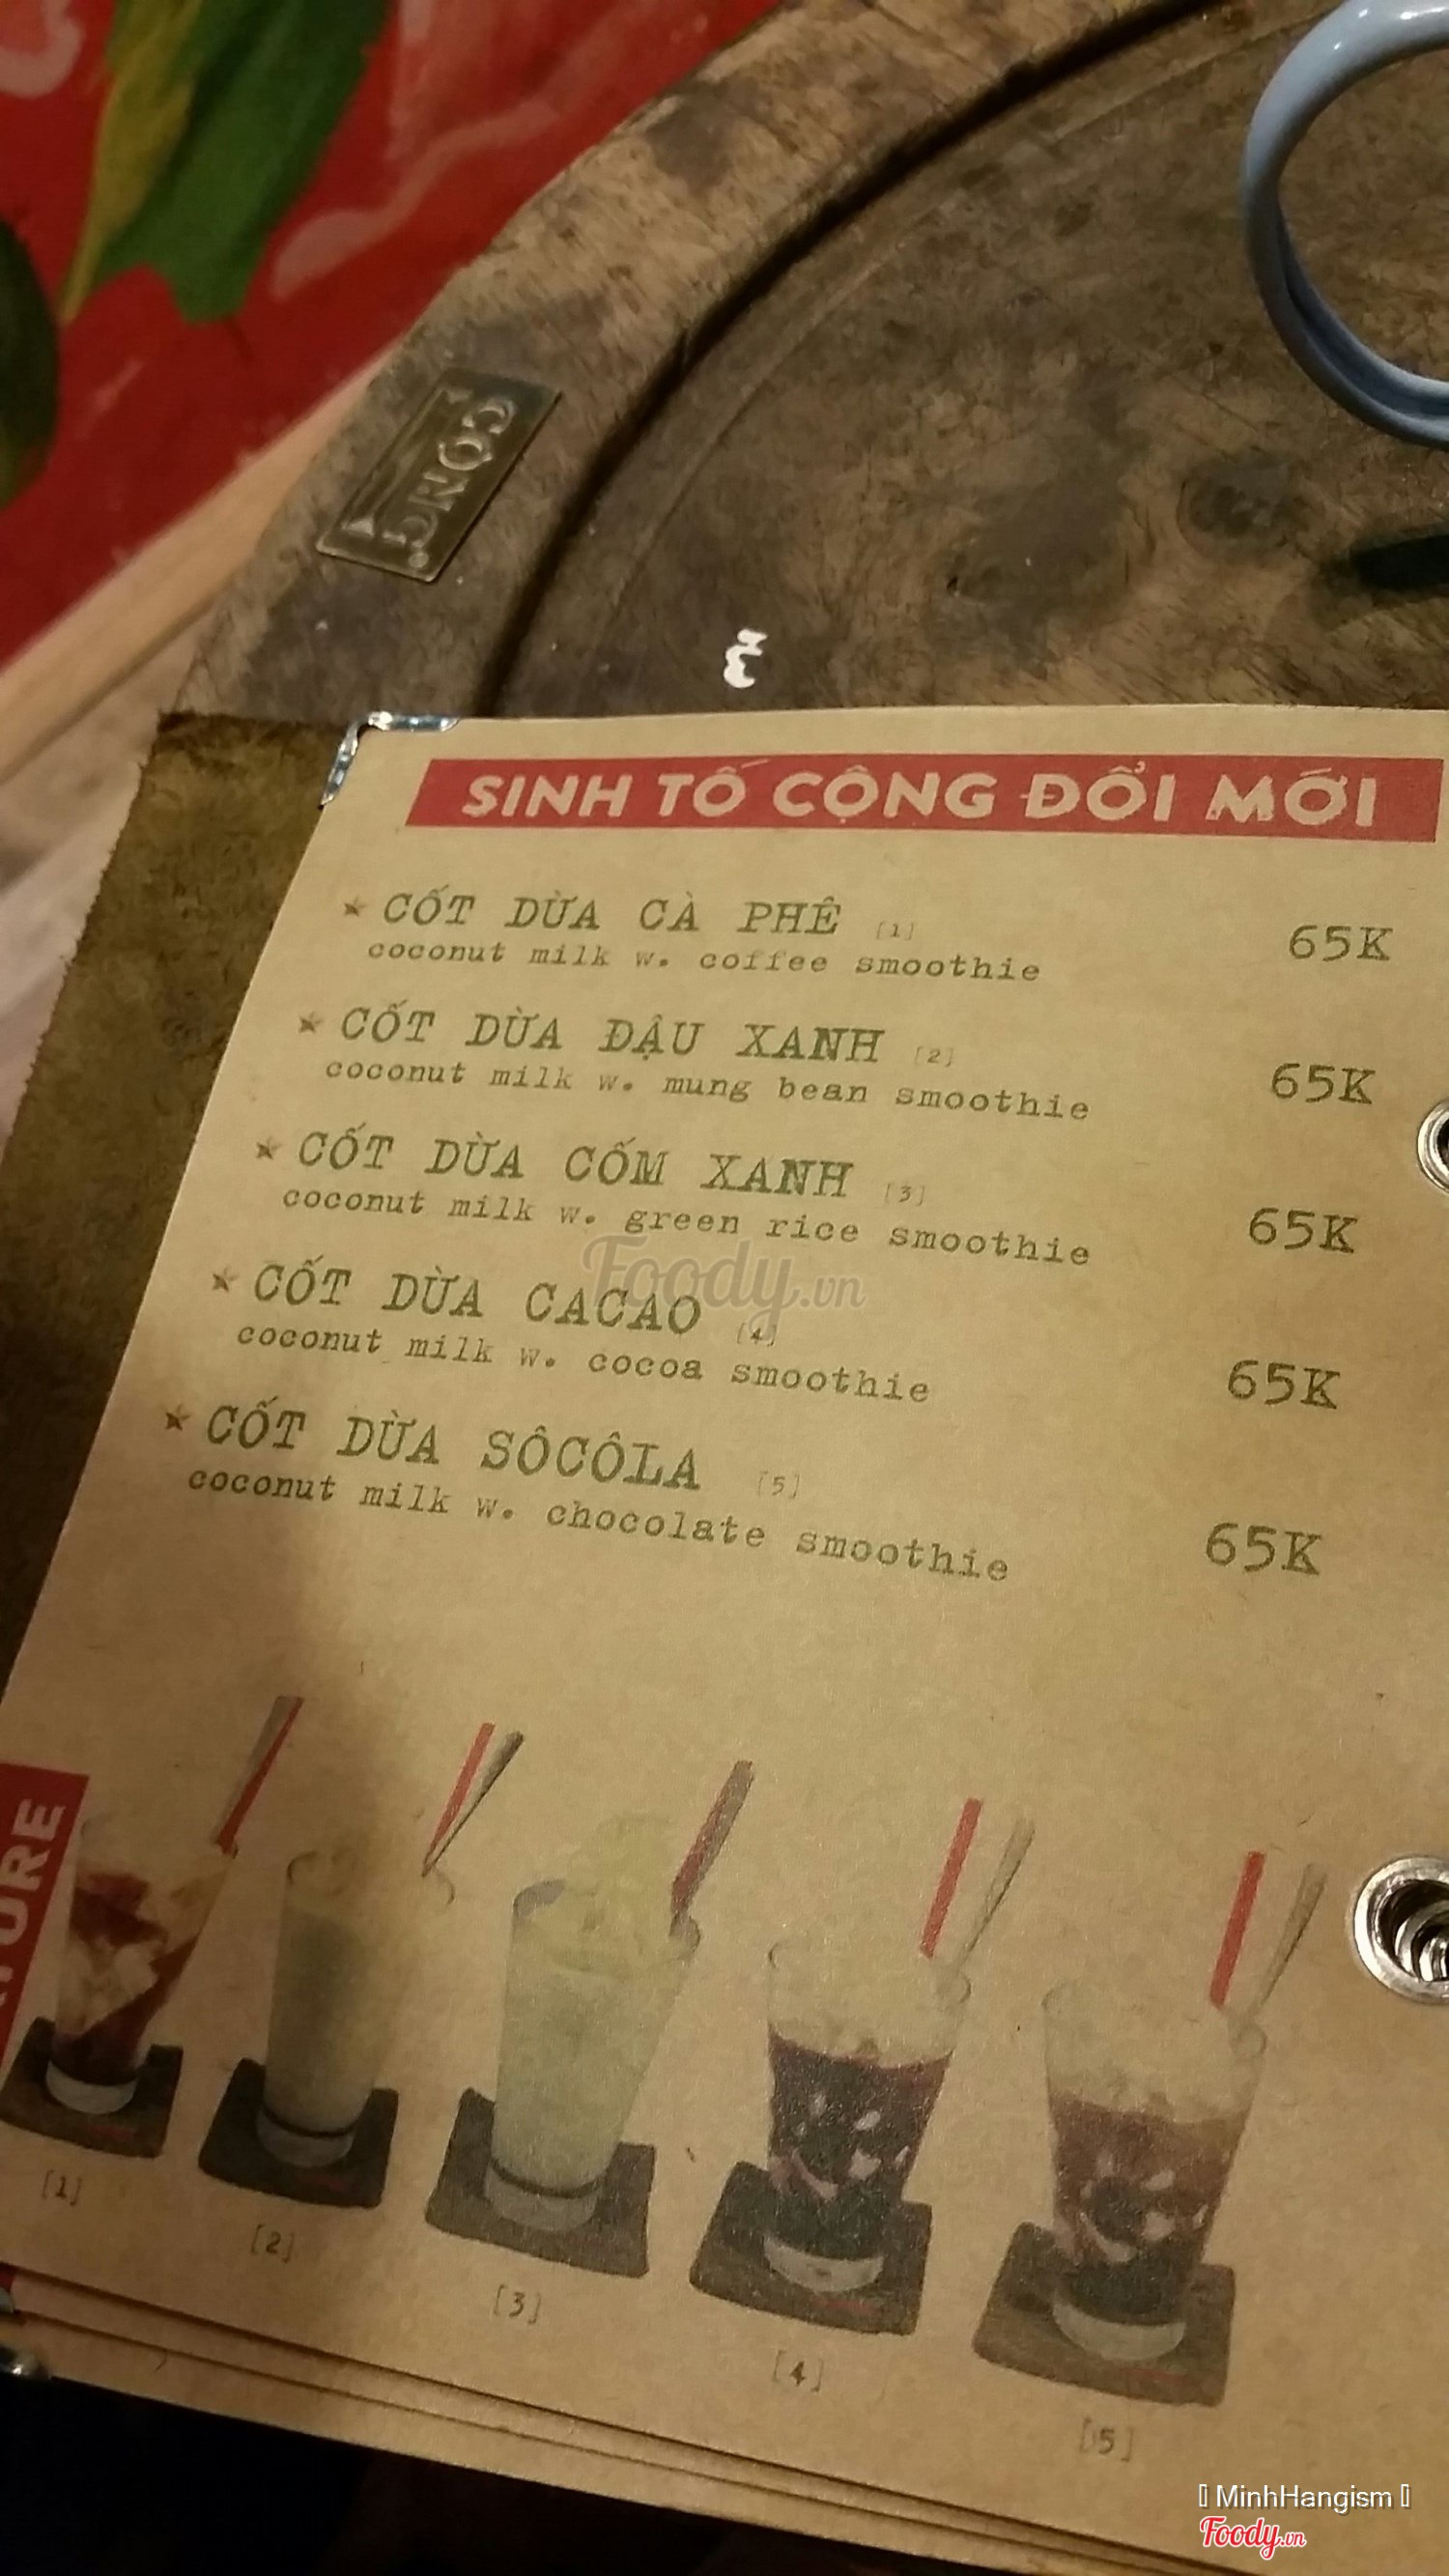 CỘNG
SINH TỐ CỘNG ĐỔI MỚI
★ CỐT DỪA CÀ PHÊ [1] 65K
coconut milk w. coffee smoothie
★ CỐT DỪA ĐẬU XANH [2] 65K
coconut milk w. mung bean smoothie
★ CỐT DỪA CỐM XANH [3] 65K
coconut milk w. green rice smoothie
★ CỐT DỪA CACAO [4] 65K
coconut milk w. cocoa smoothie
★ CỐT DỪA SÔCÔLA [5] 65K
coconut milk w. chocolate smoothie
Foody.vn
[1]
[2]
[3]
[4]
[5]
MinhHangism
Foody.vn